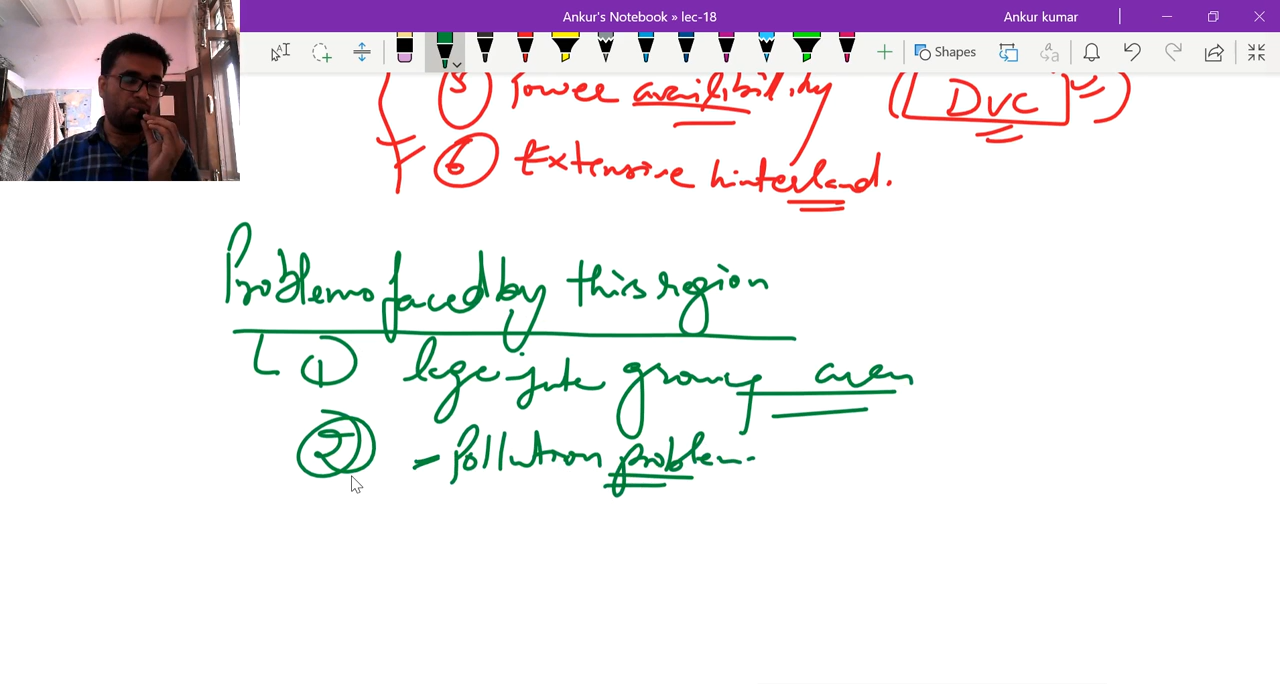 Ankur's Notebook » lec-18
Ankur kumar
Shapes
5 Power availibility (DVC)
6 Extensive hinterland.
Problems faced by this region
1 large jute growing area
2 - Pollution problem.